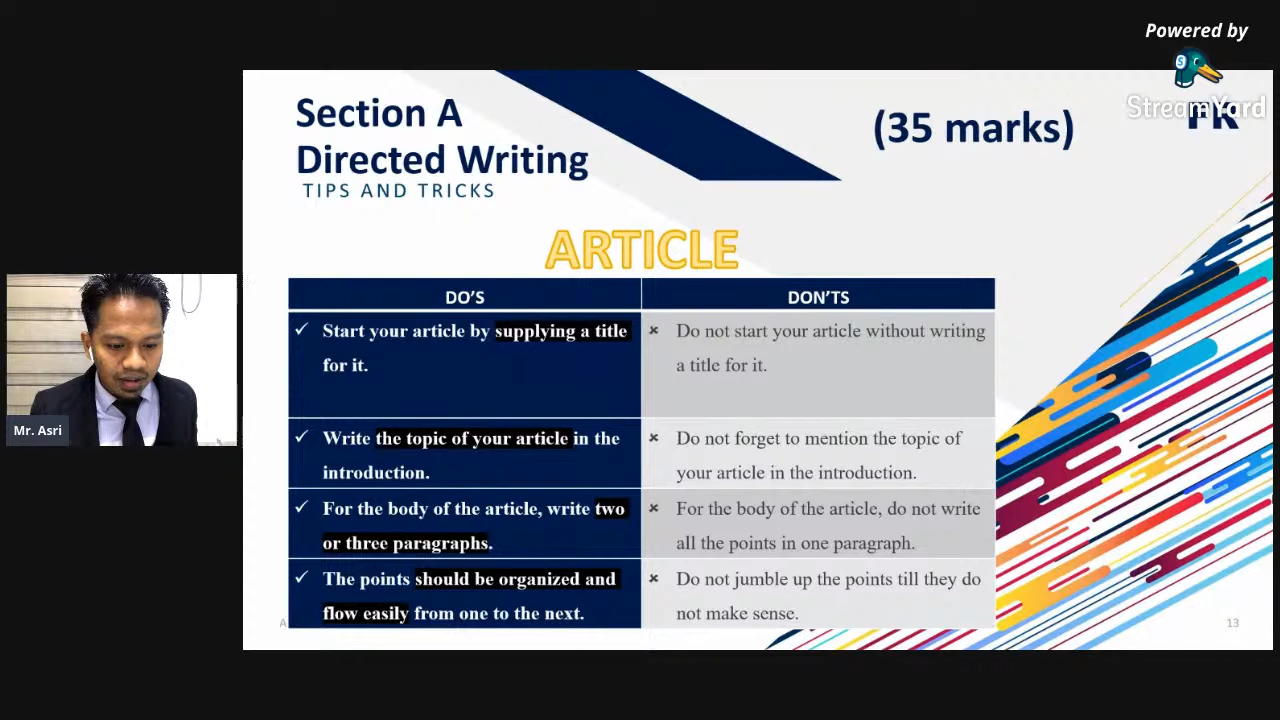 Powered by
StreamYard
Section A
Directed Writing
TIPS AND TRICKS
(35 marks)
ARTICLE
DO'S
DON'TS
✓ Start your article by supplying a title
for it.
× Do not start your article without writing
a title for it.
✓ Write the topic of your article in the
introduction.
× Do not forget to mention the topic of
your article in the introduction.
✓ For the body of the article, write two
or three paragraphs.
× For the body of the article, do not write
all the points in one paragraph.
✓ The points should be organized and
flow easily from one to the next.
× Do not jumble up the points till they do
not make sense.
13
Mr. Asri